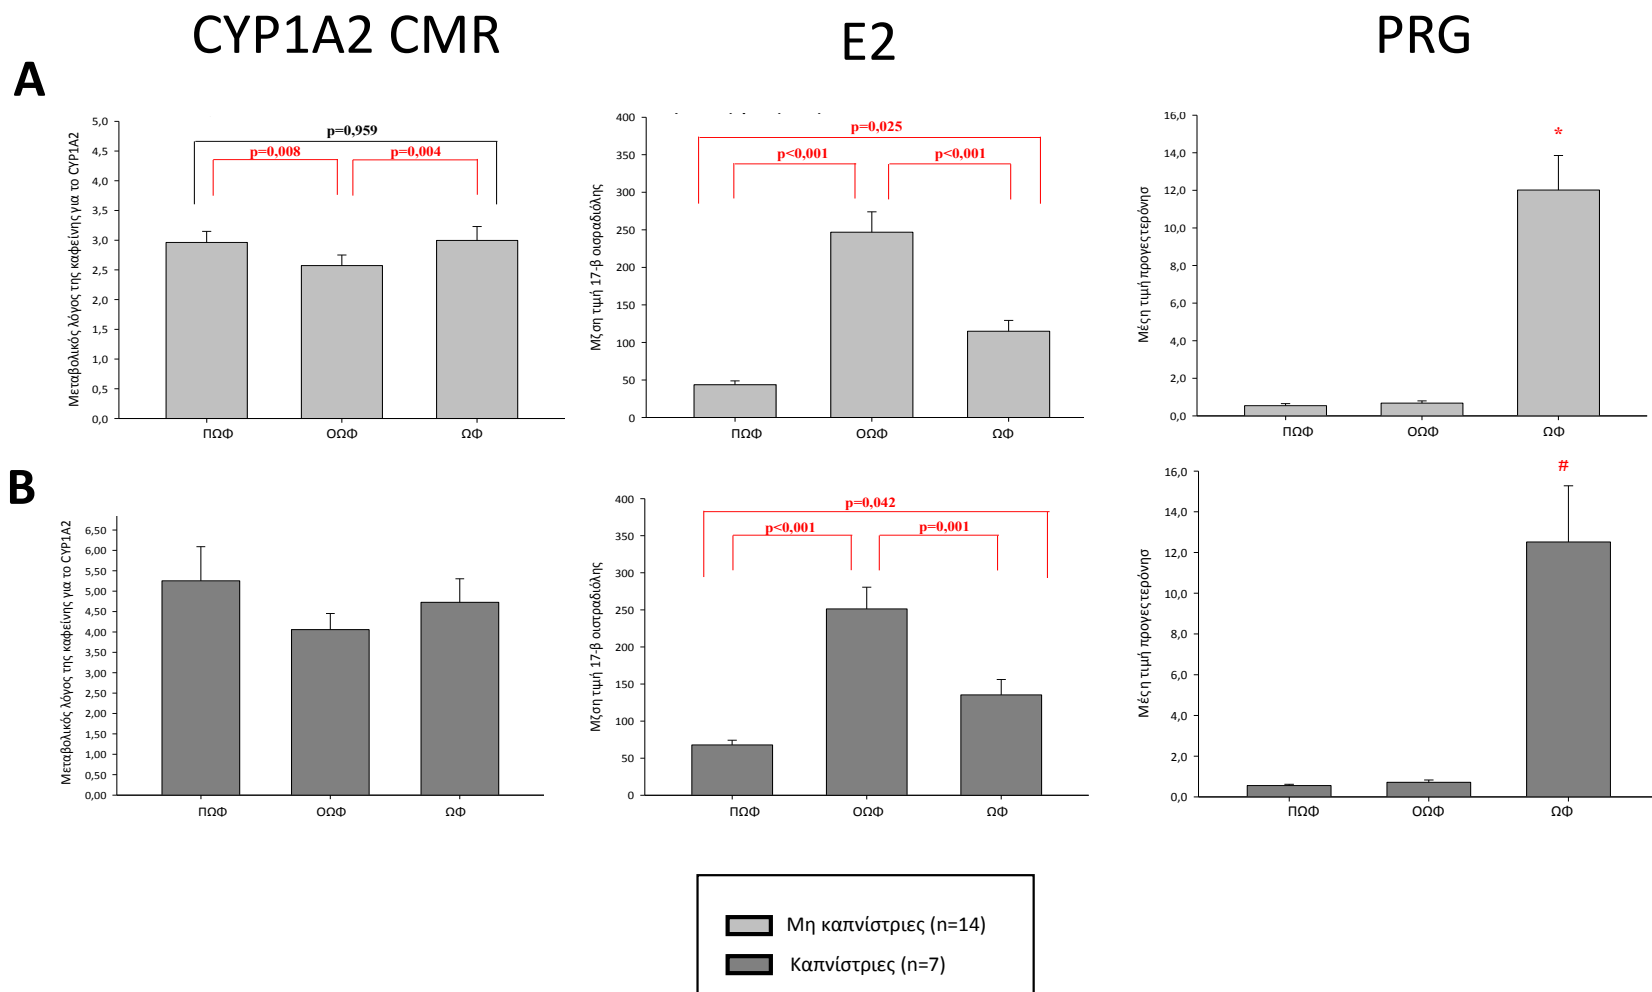 CYP1A2 CMR
E2
PRG
A
Μεταβολικός λόγος της καφείνης για το CYP1A2
5,0
4,5
4,0
3,5
3,0
2,5
2,0
1,5
1,0
0,5
0,0
p=0,959
p=0,008
p=0,004
ΠΩΦ
ΟΩΦ
ΩΦ
Μζση τιμή 17-β οισραδιόλης
400
350
300
250
200
150
100
50
0
p=0,025
p<0,001
p<0,001
ΠΩΦ
ΟΩΦ
ΩΦ
Μέςη τιμή προγεςτερόνησ
16,0
14,0
12,0
10,0
8,0
6,0
4,0
2,0
0,0
*
ΠΩΦ
ΟΩΦ
ΩΦ
B
Μεταβολικός λόγος της καφείνης για το CYP1A2
6,50
6,00
5,50
5,00
4,50
4,00
3,50
3,00
2,50
2,00
1,50
1,00
0,50
0,00
ΠΩΦ
ΟΩΦ
ΩΦ
Μζση τιμή 17-β οιστραδιόλης
400
350
300
250
200
150
100
50
0
p=0,042
p<0,001
p=0,001
ΠΩΦ
ΟΩΦ
ΩΦ
Μέςη τιμή προγεςτερόνησ
16,0
14,0
12,0
10,0
8,0
6,0
4,0
2,0
0,0
#
ΠΩΦ
ΟΩΦ
ΩΦ
Μη καπνίστριες (n=14)
Καπνίστριες (n=7)